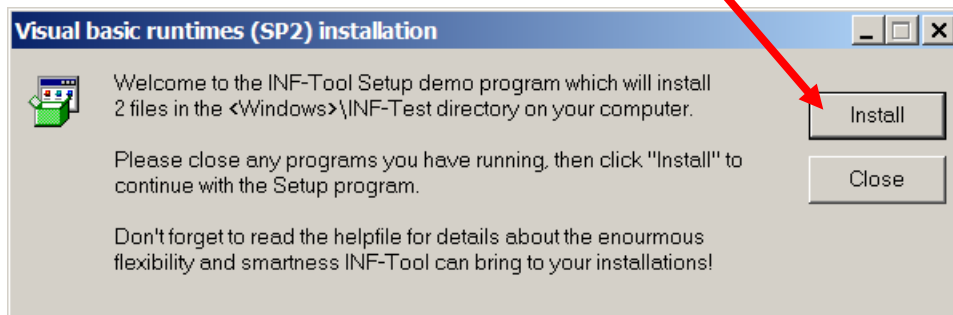 Visual basic runtimes (SP2) installation
Welcome to the INF-Tool Setup demo program which will install
2 files in the <Windows>\INF-Test directory on your computer.
Install
Please close any programs you have running, then click "Install" to
continue with the Setup program.
Close
Don't forget to read the helpfile for details about the enourmous
flexibility and smartness INF-Tool can bring to your installations!